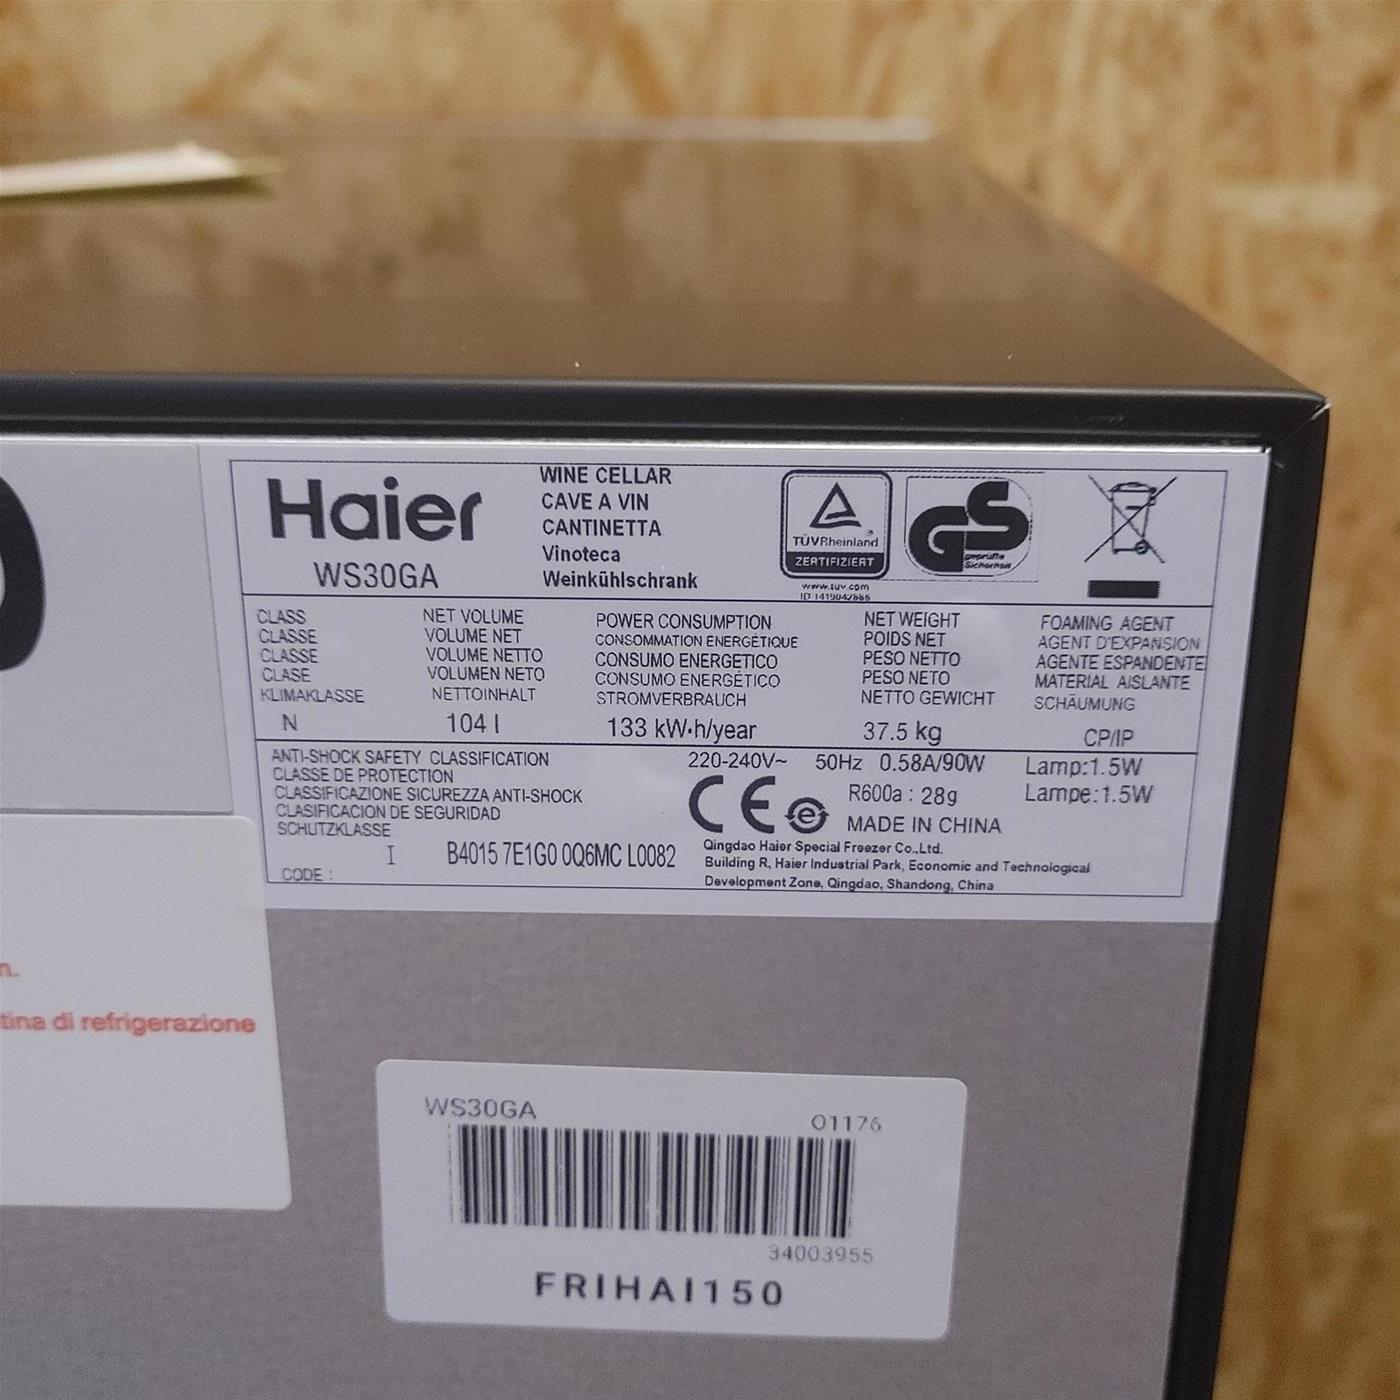 Haier
WS30GA
WINE CELLAR
CAVE A VIN
CANTINETTA
Vinoteca
Weinkühlschrank
TÜVRheinland
ZERTIFIZIERT
www.tuv.com
ID 1419042885
GS
geprüfte
Sicherheit
CLASS
CLASSE
CLASSE
CLASE
KLIMAKLASSE
N
NET VOLUME
VOLUME NET
VOLUME NETTO
VOLUMEN NETO
NETTOINHALT
104 l
POWER CONSUMPTION
CONSOMMATION ENERGÉTIQUE
CONSUMO ENERGETICO
CONSUMO ENERGÉTICO
STROMVERBRAUCH
133 kW·h/year
NET WEIGHT
POIDS NET
PESO NETTO
PESO NETO
NETTO GEWICHT
37.5 kg
FOAMING AGENT
AGENT D'EXPANSION
AGENTE ESPANDENTE
MATERIAL AISLANTE
SCHÄUMUNG
CP/IP
ANTI-SHOCK SAFETY CLASSIFICATION
CLASSE DE PROTECTION
CLASSIFICAZIONE SICUREZZA ANTI-SHOCK
CLASIFICACION DE SEGURIDAD
SCHUTZKLASSE
I
CODE :
B4015 7E1G0 0Q6MC L0082
220-240V~ 50Hz 0.58A/90W
Lamp:1.5W
CE e
R600a : 28g
Lampe:1.5W
MADE IN CHINA
Qingdao Haier Special Freezer Co.,Ltd.
Building R, Haier Industrial Park, Economic and Technological
Development Zone, Qingdao, Shandong, China
n.
tina di refrigerazione
WS30GA
01176
34003955
FRIHAI150